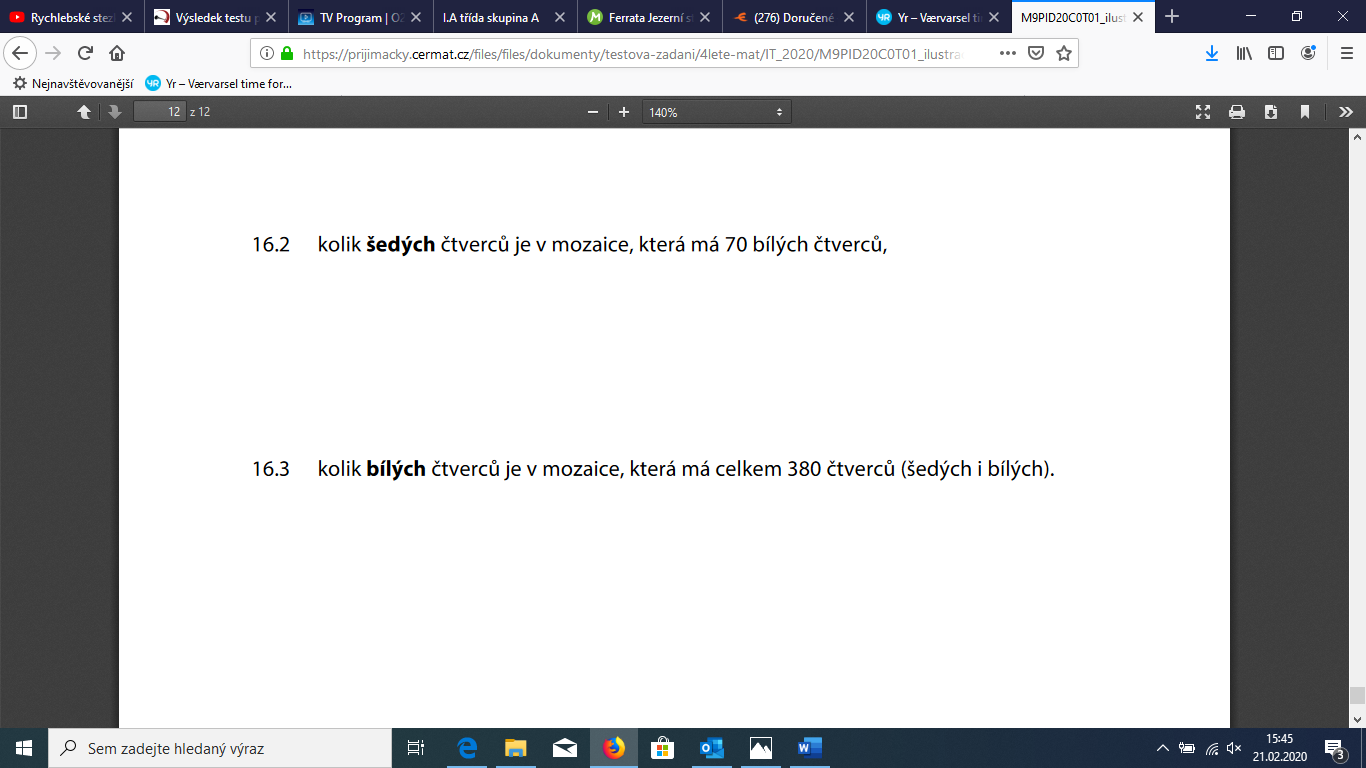 Rychlebské stez
Výsledek testu p
TV Program | O2
I.A třída skupina A
Ferrata Jezerní s
(276) Doručené
Yr – Værvarsel ti
M9PID20C0T01_ilust
https://prijimacky.cermat.cz/files/files/dokumenty/testova-zadani/4lete-mat/IT_2020/M9PID20C0T01_ilustra
Nejnavštěvovanější
Yr – Værvarsel time for...
12 z 12
140%
16.2 kolik šedých čtverců je v mozaice, která má 70 bílých čtverců,
16.3 kolik bílých čtverců je v mozaice, která má celkem 380 čtverců (šedých i bílých).
Sem zadejte hledaný výraz
15:45
21.02.2020
3